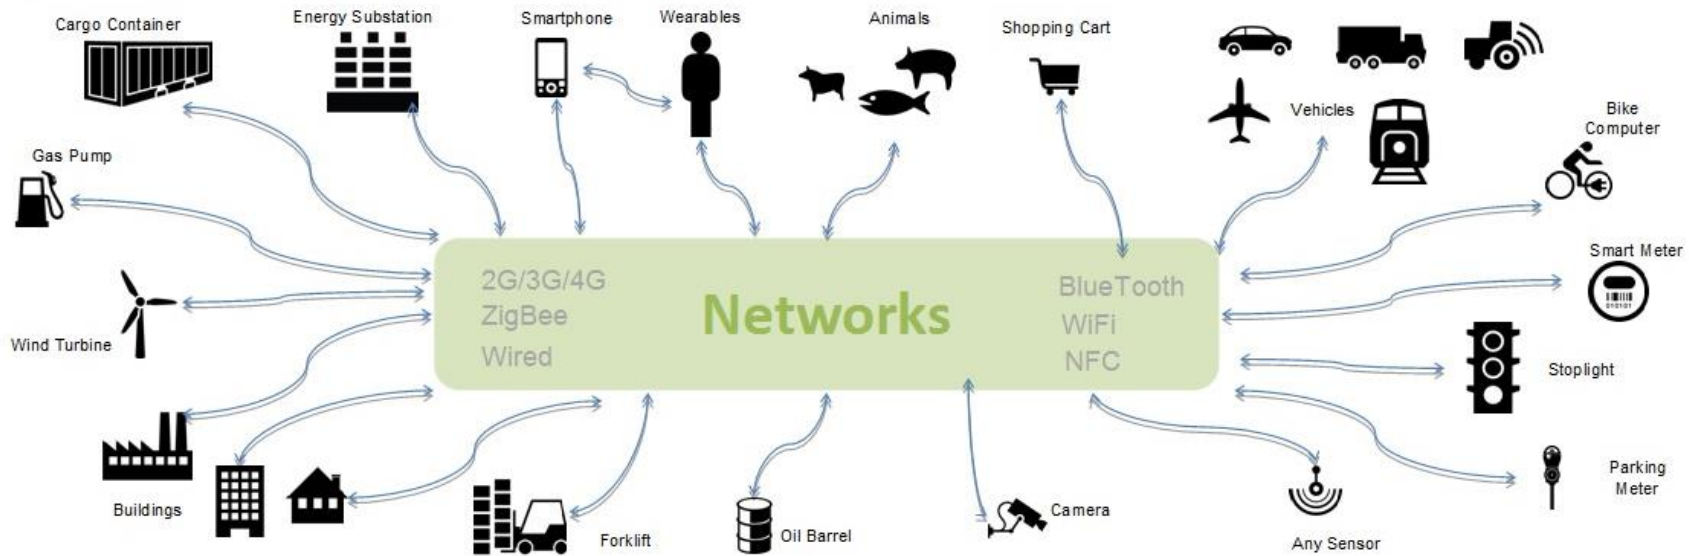 Cargo Container
Energy Substation
Smartphone
Wearables
Animals
Shopping Cart
Vehicles
Bike
Computer
Gas Pump
Smart Meter
010101
2G/3G/4G
ZigBee
Wired
Networks
BlueTooth
WiFi
NFC
Wind Turbine
Stoplight
Parking
Meter
Buildings
Forklift
Oil Barrel
Camera
Any Sensor